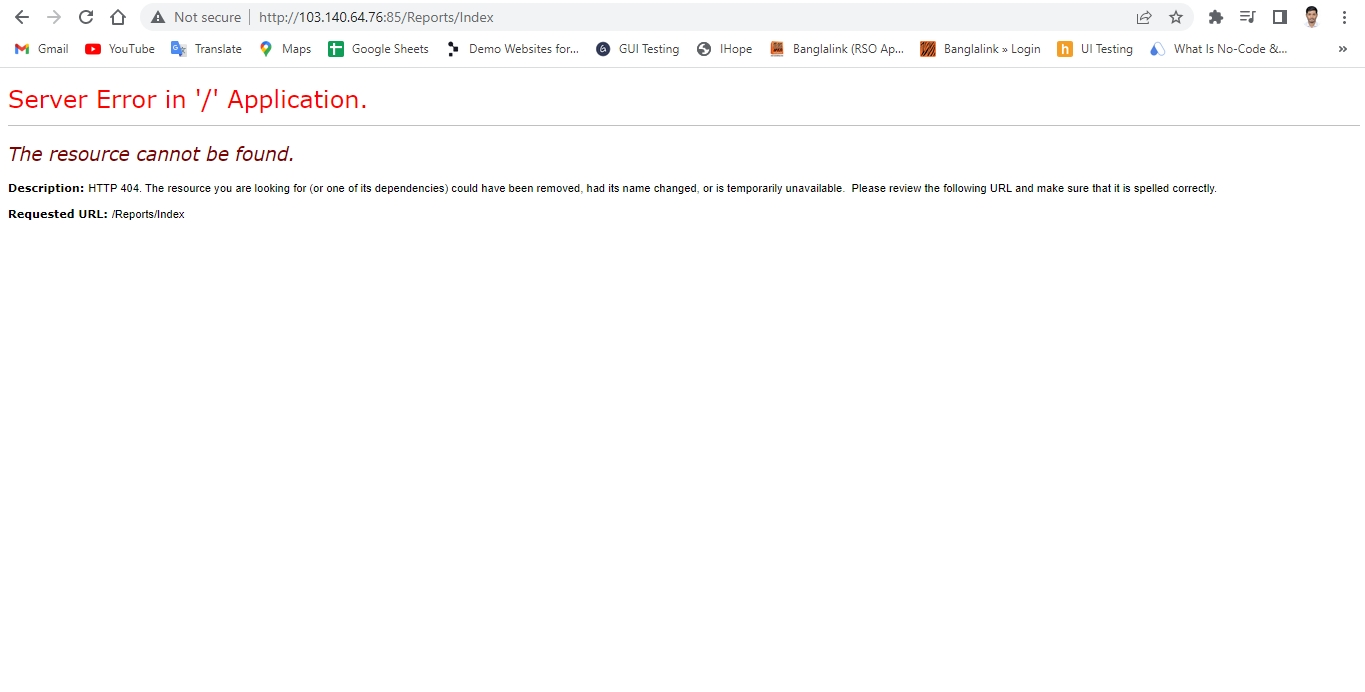 Not secure http://103.140.64.76:85/Reports/Index
Gmail YouTube Translate Maps Google Sheets Demo Websites for... GUI Testing IHope Banglalink (RSO Ap... Banglalink » Login UI Testing What Is No-Code &... »
Server Error in '/' Application.
The resource cannot be found.
Description: HTTP 404. The resource you are looking for (or one of its dependencies) could have been removed, had its name changed, or is temporarily unavailable.  Please review the following URL and make sure that it is spelled correctly.
Requested URL: /Reports/Index